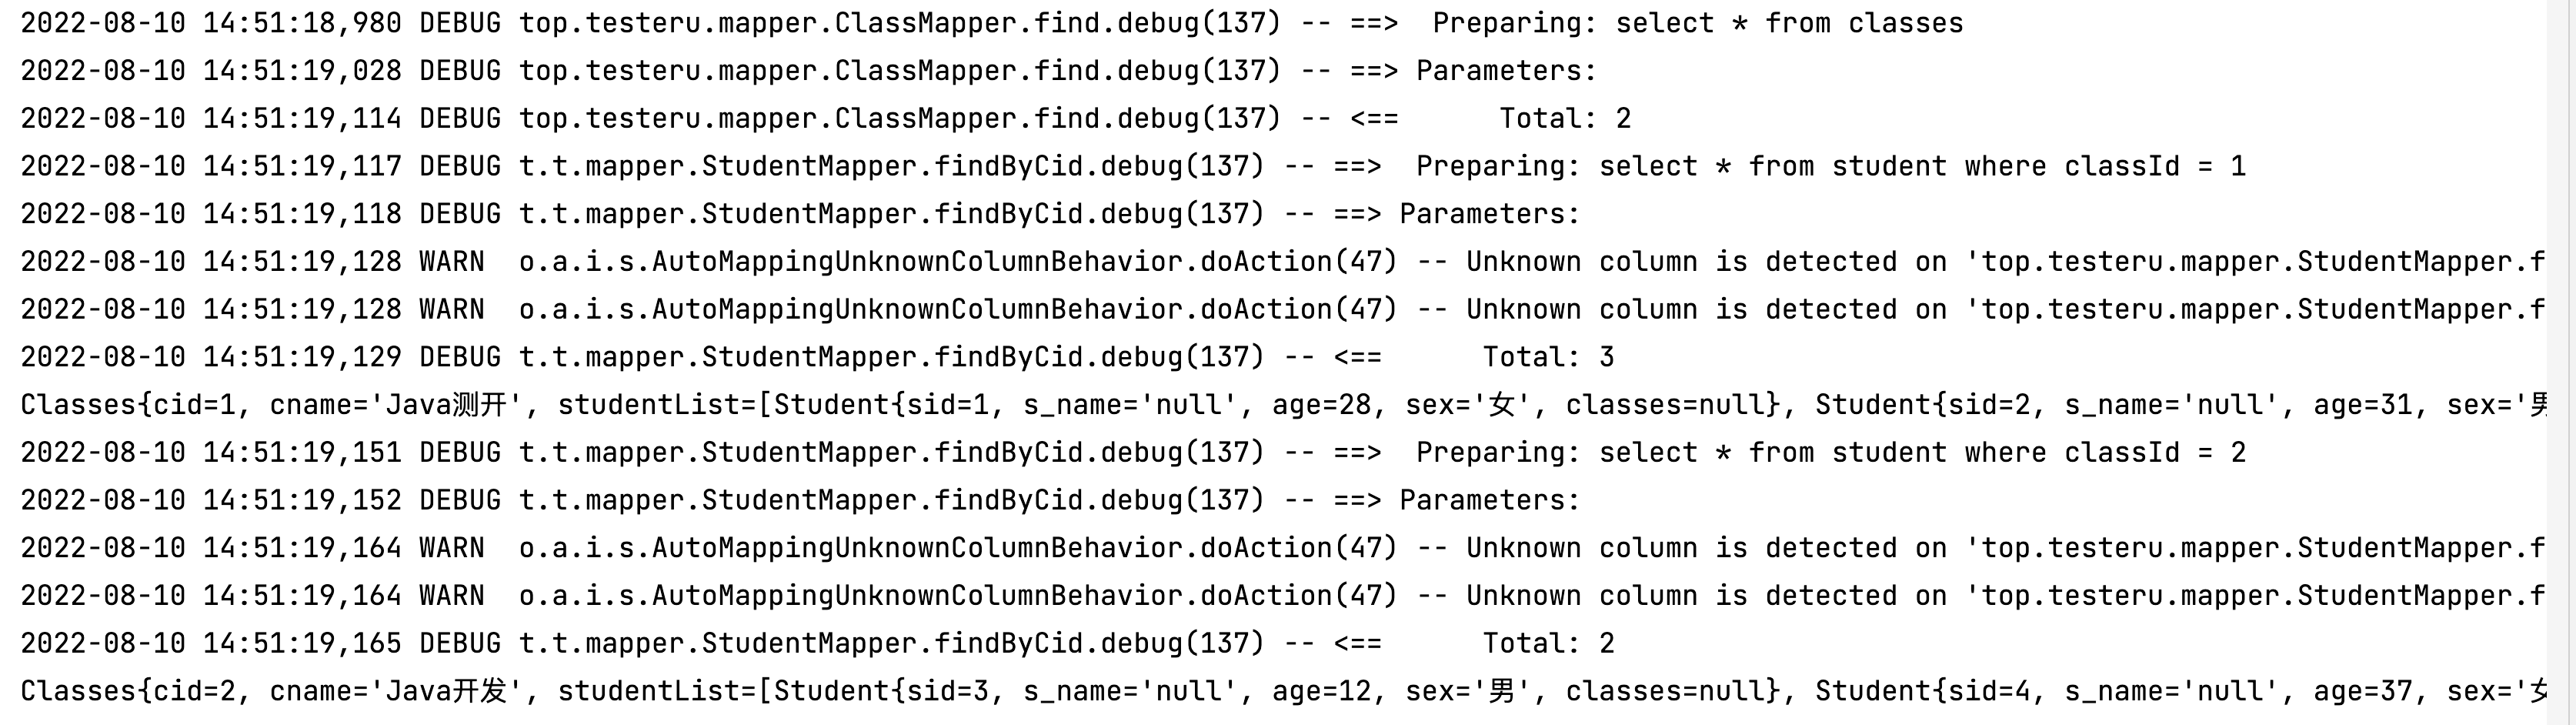 2022-08-10 14:51:18,980 DEBUG top.testeru.mapper.ClassMapper.find.debug(137) -- ==>  Preparing: select * from classes
2022-08-10 14:51:19,028 DEBUG top.testeru.mapper.ClassMapper.find.debug(137) -- ==> Parameters:
2022-08-10 14:51:19,114 DEBUG top.testeru.mapper.ClassMapper.find.debug(137) -- <==      Total: 2
2022-08-10 14:51:19,117 DEBUG t.t.mapper.StudentMapper.findByCid.debug(137) -- ==>  Preparing: select * from student where classId = 1
2022-08-10 14:51:19,118 DEBUG t.t.mapper.StudentMapper.findByCid.debug(137) -- ==> Parameters:
2022-08-10 14:51:19,128 WARN  o.a.i.s.AutoMappingUnknownColumnBehavior.doAction(47) -- Unknown column is detected on 'top.testeru.mapper.StudentMapper.f
2022-08-10 14:51:19,128 WARN  o.a.i.s.AutoMappingUnknownColumnBehavior.doAction(47) -- Unknown column is detected on 'top.testeru.mapper.StudentMapper.f
2022-08-10 14:51:19,129 DEBUG t.t.mapper.StudentMapper.findByCid.debug(137) -- <==      Total: 3
Classes{cid=1, cname='Java测开', studentList=[Student{sid=1, s_name='null', age=28, sex='女', classes=null}, Student{sid=2, s_name='null', age=31, sex='男
2022-08-10 14:51:19,151 DEBUG t.t.mapper.StudentMapper.findByCid.debug(137) -- ==>  Preparing: select * from student where classId = 2
2022-08-10 14:51:19,152 DEBUG t.t.mapper.StudentMapper.findByCid.debug(137) -- ==> Parameters:
2022-08-10 14:51:19,164 WARN  o.a.i.s.AutoMappingUnknownColumnBehavior.doAction(47) -- Unknown column is detected on 'top.testeru.mapper.StudentMapper.f
2022-08-10 14:51:19,164 WARN  o.a.i.s.AutoMappingUnknownColumnBehavior.doAction(47) -- Unknown column is detected on 'top.testeru.mapper.StudentMapper.f
2022-08-10 14:51:19,165 DEBUG t.t.mapper.StudentMapper.findByCid.debug(137) -- <==      Total: 2
Classes{cid=2, cname='Java开发', studentList=[Student{sid=3, s_name='null', age=12, sex='男', classes=null}, Student{sid=4, s_name='null', age=37, sex='女